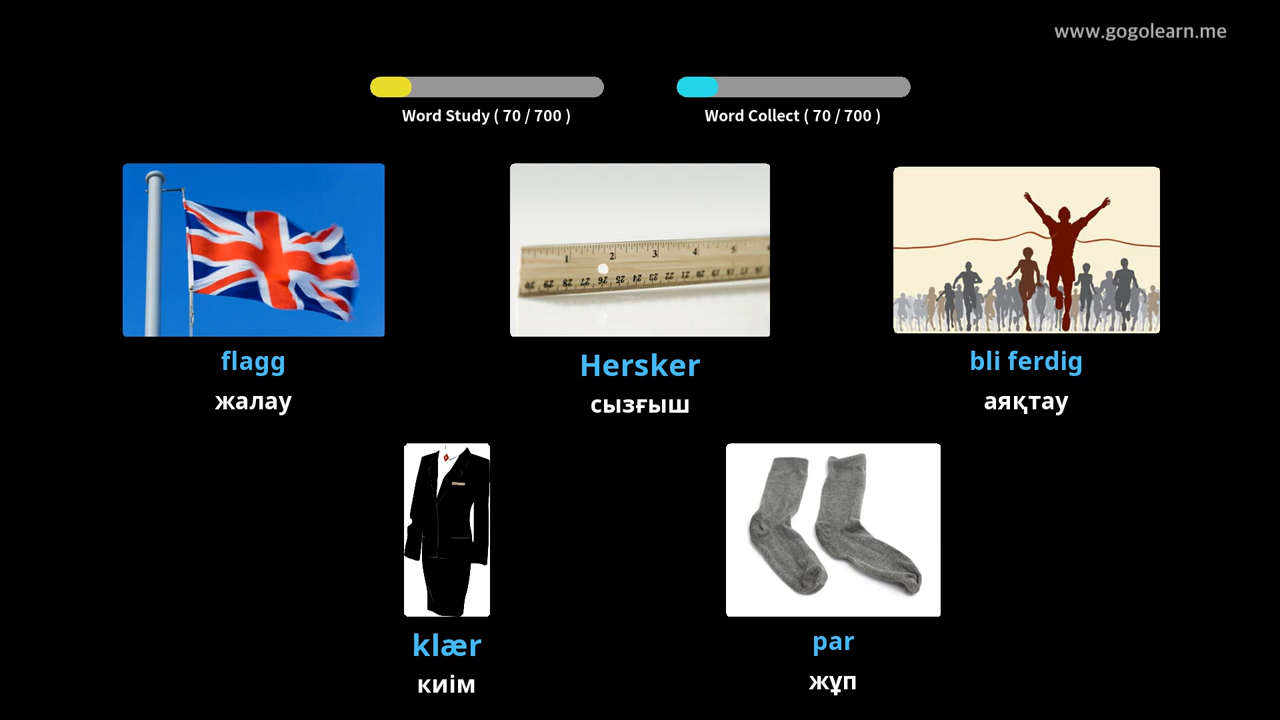 www.gogolearn.me
Word Study ( 70 / 700 )
Word Collect ( 70 / 700 )
flagg
жалау
Hersker
сызғыш
bli ferdig
аяқтау
klær
киім
par
жұп